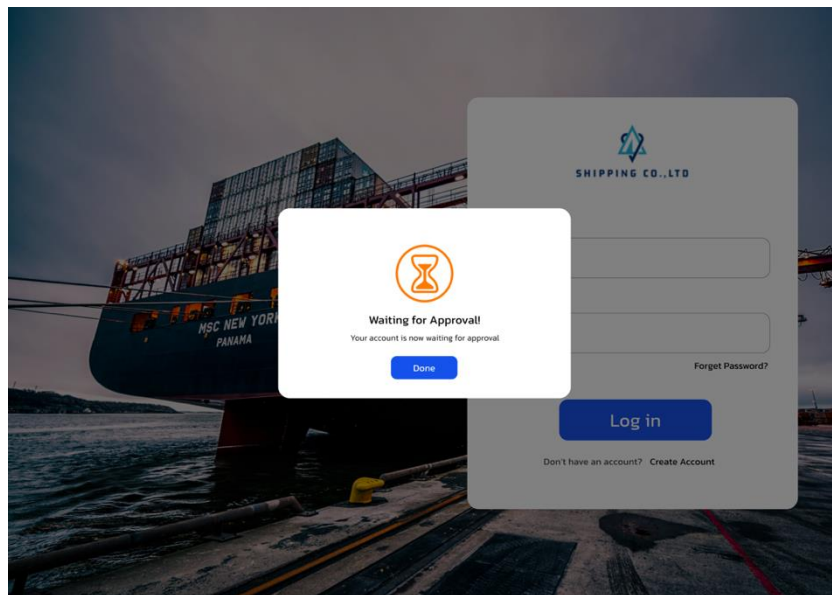 SHIPPING CO.,LTD
MSC NEW YORK
PANAMA
Waiting for Approval!
Your account is now waiting for approval
Done
Forget Password?
Log in
Don't have an account? Create Account